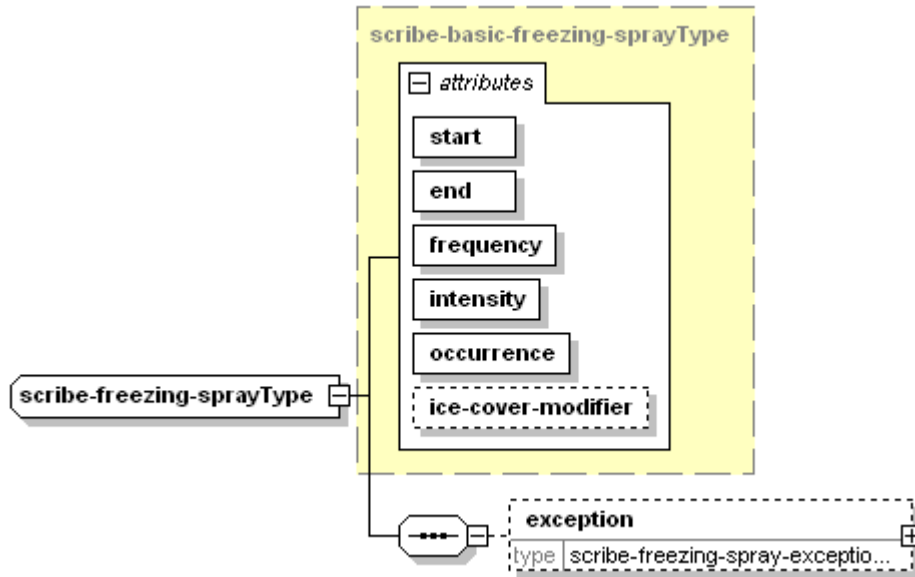 scribe-basic-freezing-sprayType
attributes
start
end
frequency
intensity
occurrence
ice-cover-modifier
scribe-freezing-sprayType
exception
type scribe-freezing-spray-exceptio...